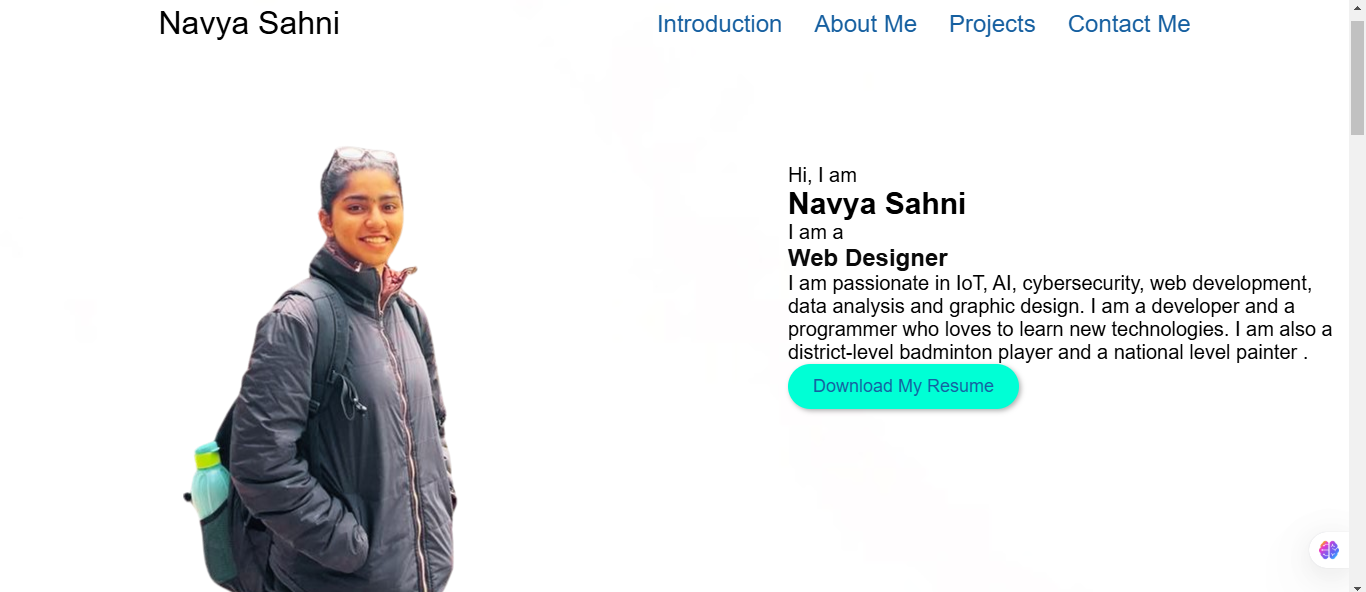 Navya Sahni
Introduction About Me Projects Contact Me
Hi, I am
Navya Sahni
I am a
Web Designer
I am passionate in IoT, AI, cybersecurity, web development,
data analysis and graphic design. I am a developer and a
programmer who loves to learn new technologies. I am also a
district-level badminton player and a national level painter .
Download My Resume